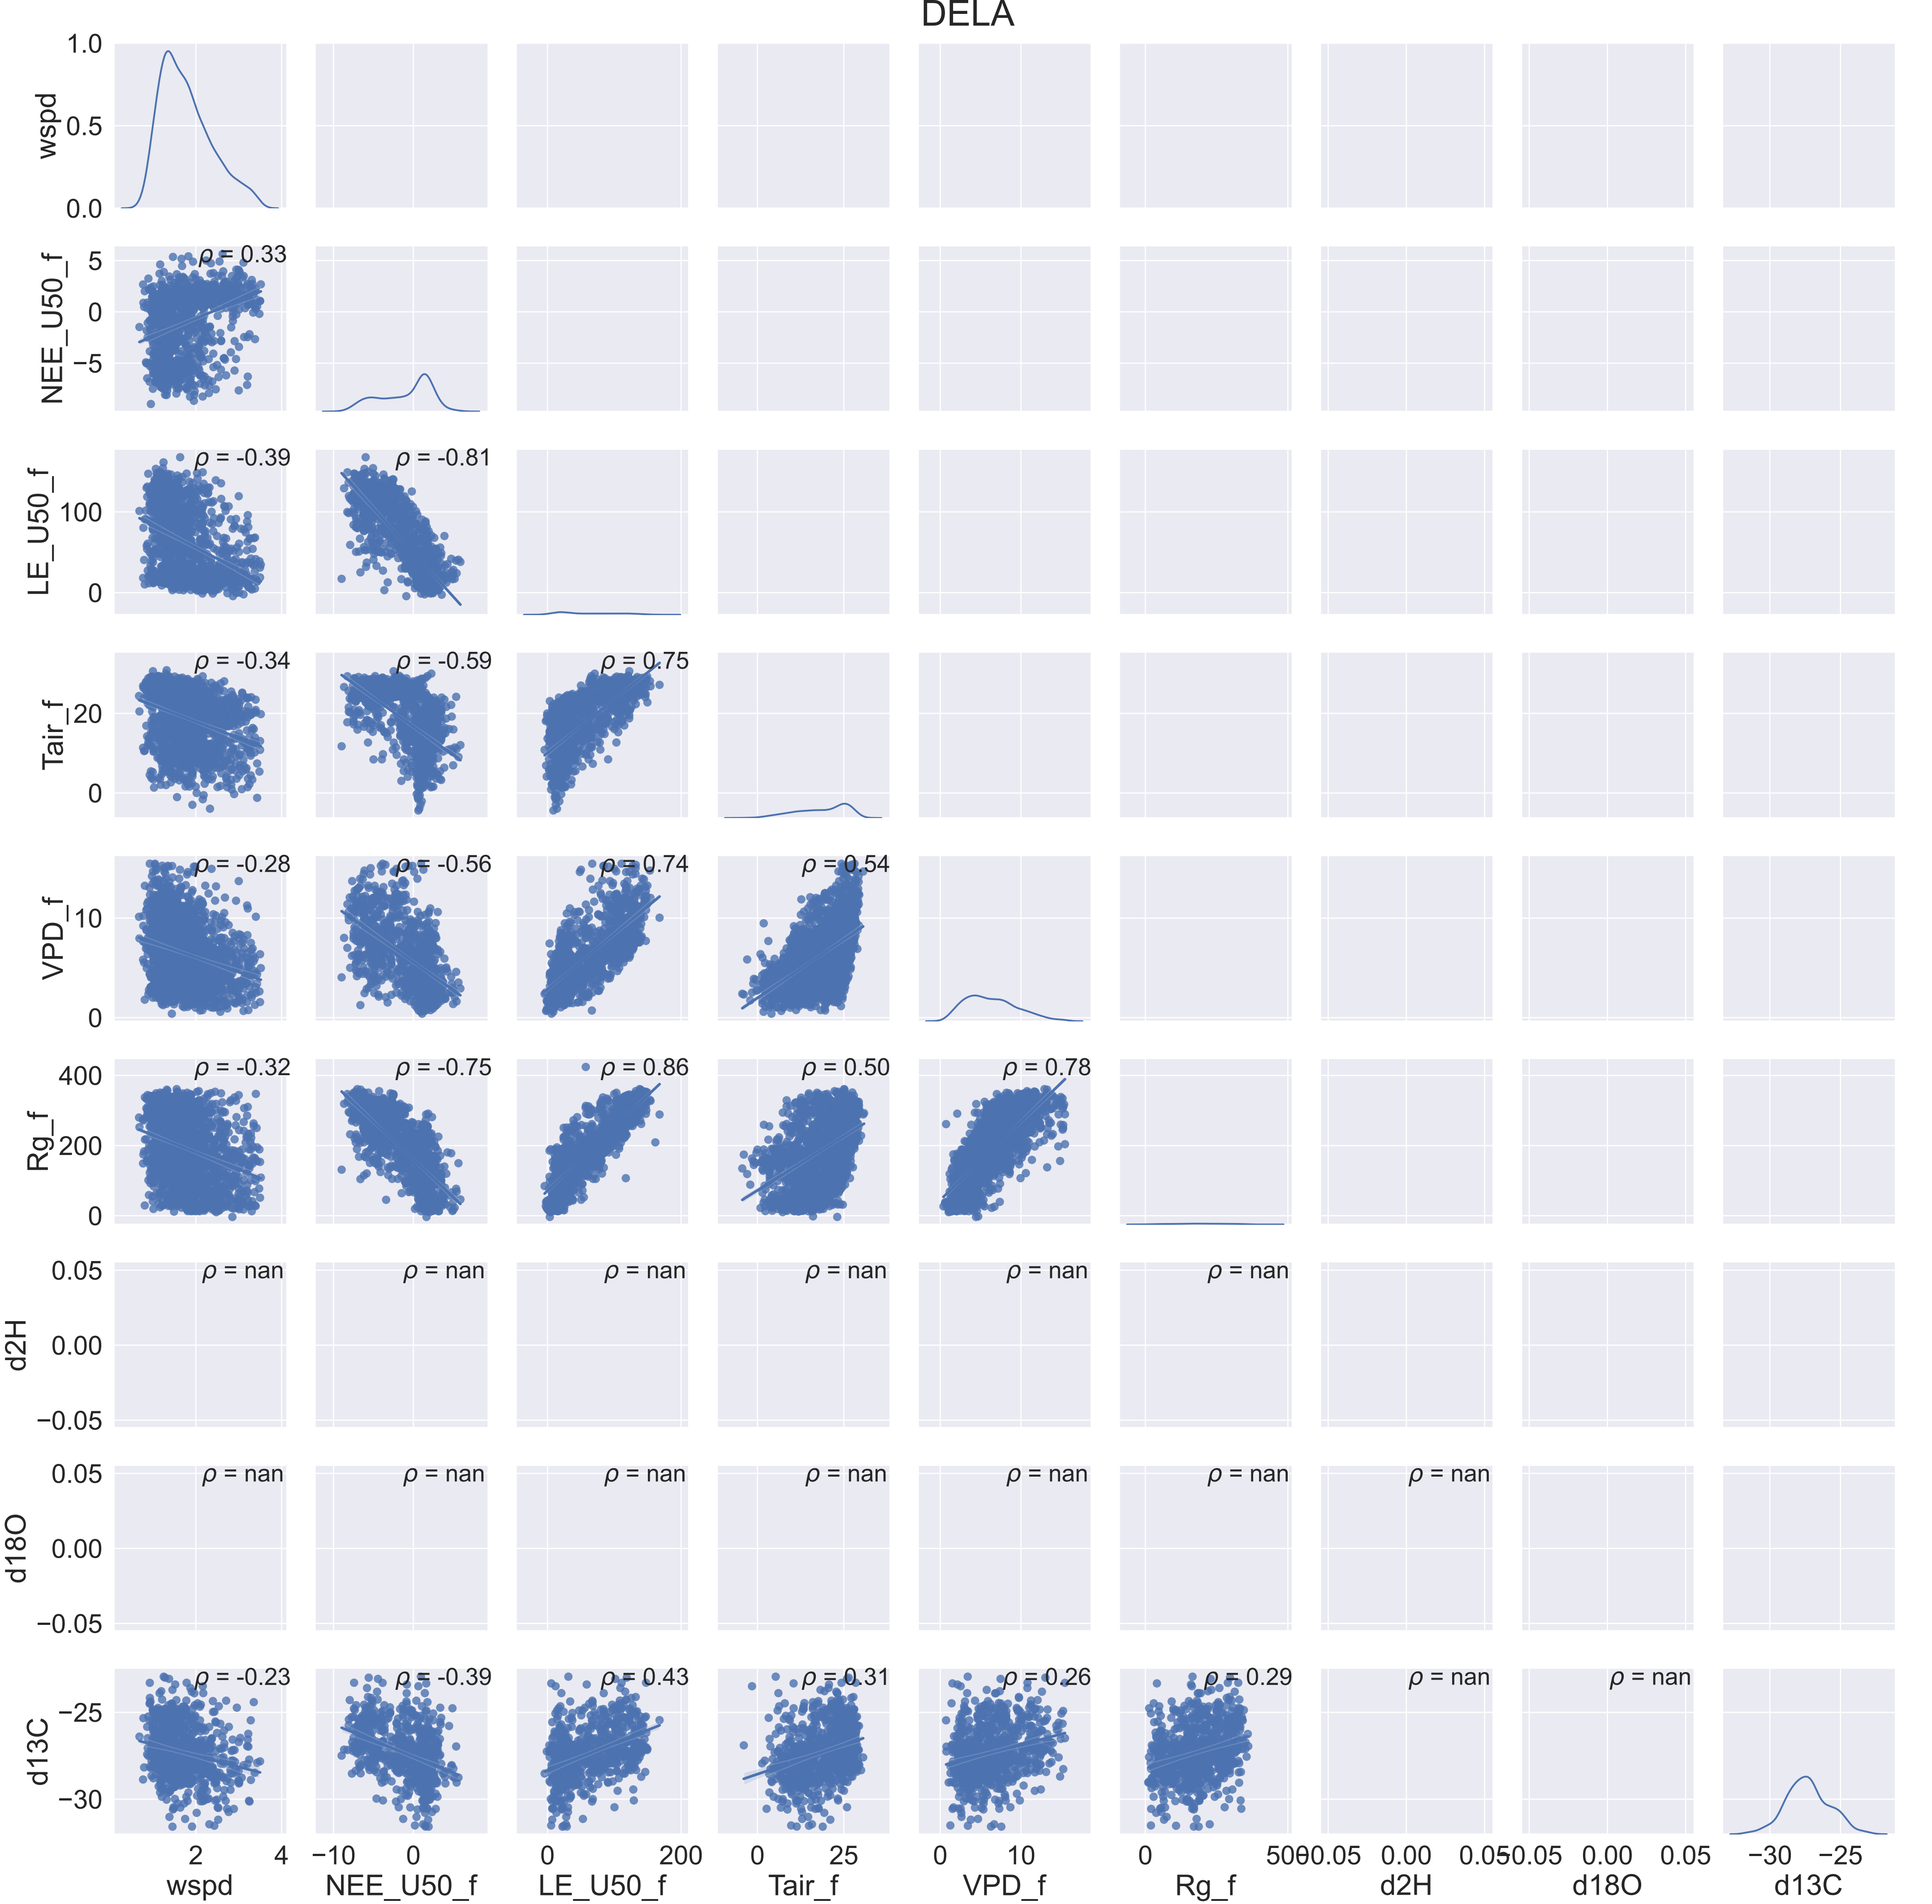 DELA
1.0
wspd
0.5
0.0
ρ = 0.33
5
NEE_U50_f
0
−5
ρ = -0.39
ρ = -0.81
LE_U50_f
100
0
ρ = -0.34
ρ = -0.59
ρ = 0.75
Tair_f
20
0
ρ = -0.28
ρ = -0.56
ρ = 0.74
ρ = 0.54
VPD_f
10
0
ρ = -0.32
ρ = -0.75
ρ = 0.86
ρ = 0.50
ρ = 0.78
400
Rg_f
200
0
ρ = nan
ρ = nan
ρ = nan
ρ = nan
ρ = nan
ρ = nan
0.05
d2H
0.00
−0.05
ρ = nan
ρ = nan
ρ = nan
ρ = nan
ρ = nan
ρ = nan
ρ = nan
0.05
d18O
0.00
−0.05
ρ = -0.23
ρ = -0.39
ρ = 0.43
ρ = 0.31
ρ = 0.26
ρ = 0.29
ρ = nan
ρ = nan
−25
d13C
−30
2 4 −10 0 0 200 0 25 0 10 0 500 −0.05 0.00 0.05 −0.05 0.00 0.05 −30 −25
wspd NEE_U50_f LE_U50_f Tair_f VPD_f Rg_f d2H d18O d13C